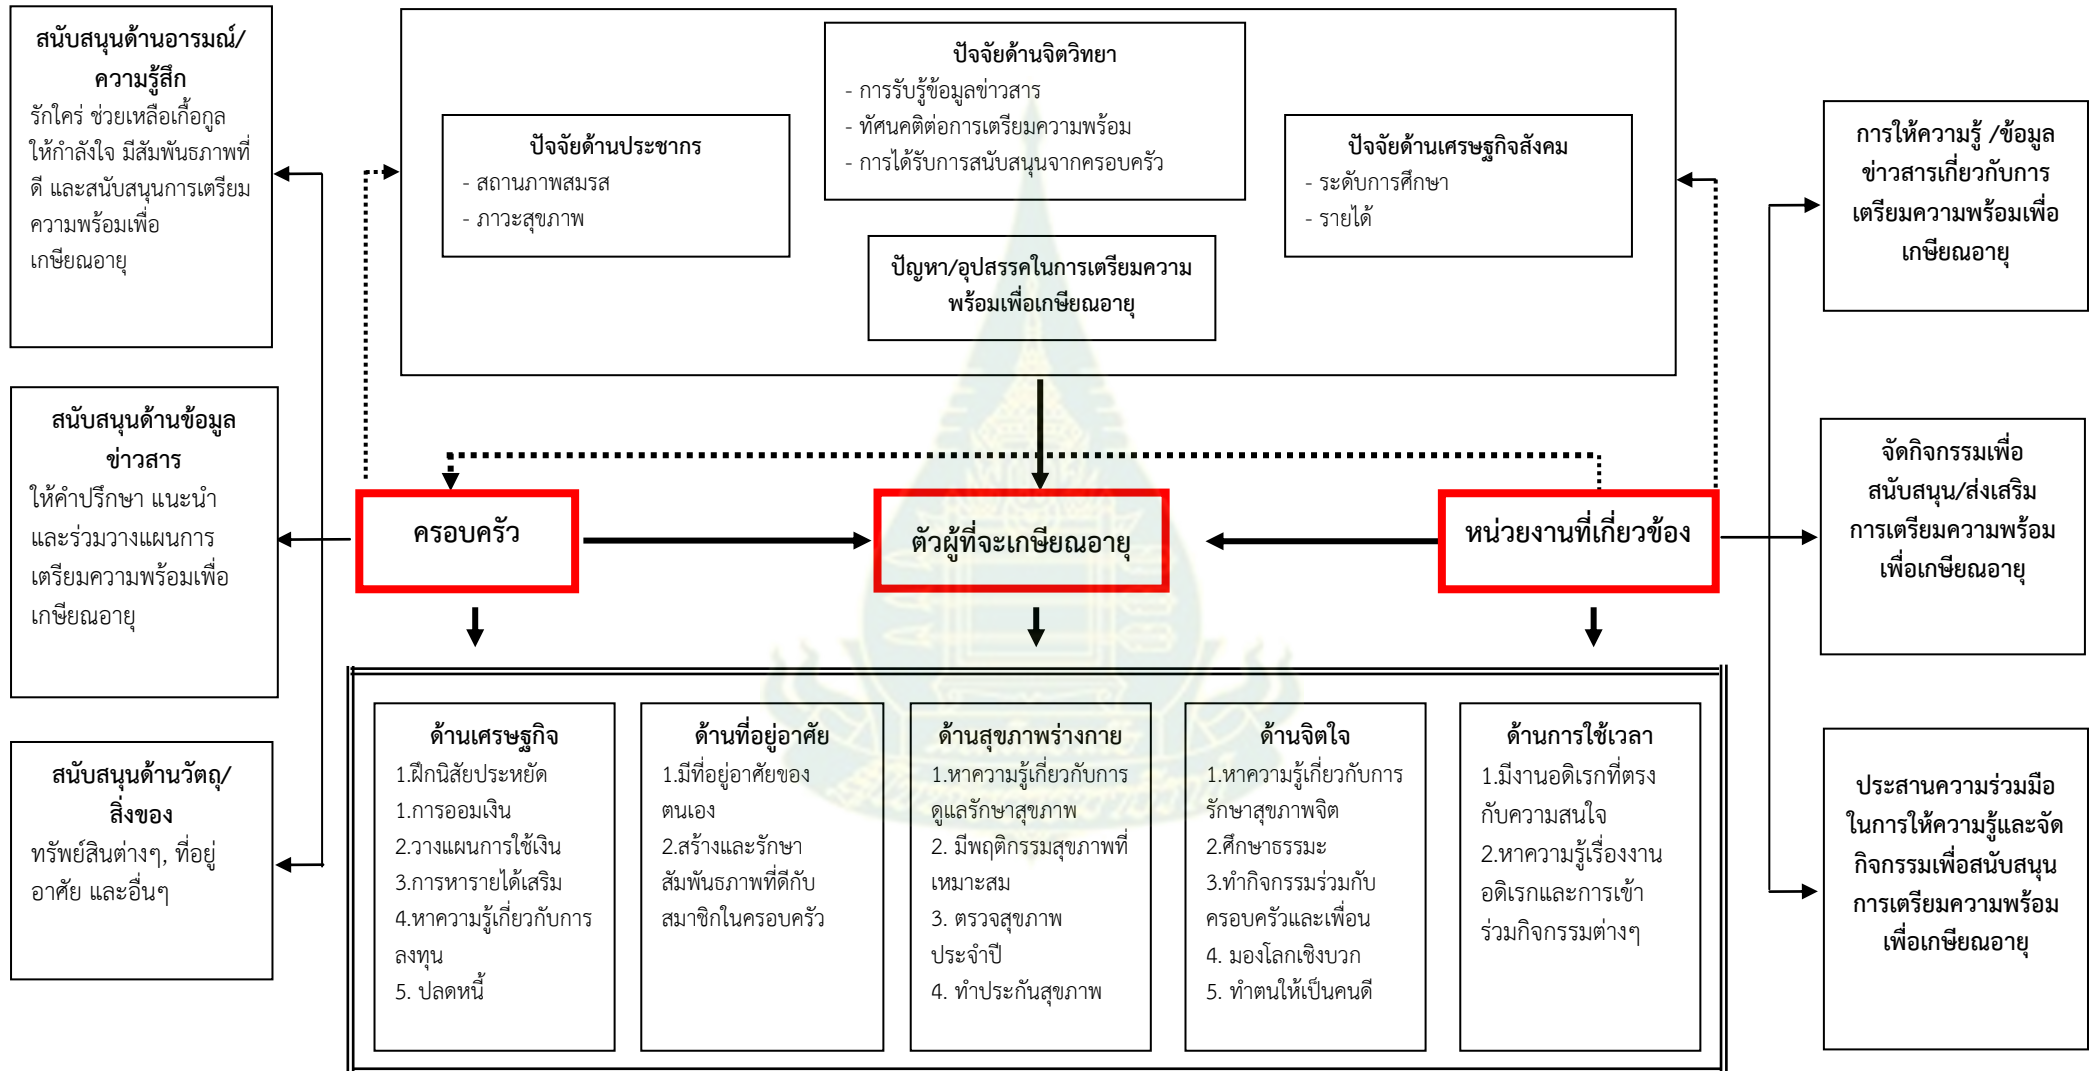 สนับสนุนด้านอารมณ์/
ความรู้สึก
รักใคร่ ช่วยเหลือเกื้อกูล
ให้กำลังใจ มีสัมพันธภาพที่
ดี และสนับสนุนการเตรียม
ความพร้อมเพื่อ
เกษียณอายุ
สนับสนุนด้านข้อมูล
ข่าวสาร
ให้คำปรึกษา แนะนำ
และร่วมวางแผนการ
เตรียมความพร้อมเพื่อ
เกษียณอายุ
สนับสนุนด้านวัตถุ/
สิ่งของ
ทรัพย์สินต่างๆ, ที่อยู่
อาศัย และอื่นๆ
ปัจจัยด้านประชากร
- สถานภาพสมรส
- ภาวะสุขภาพ
ปัจจัยด้านจิตวิทยา
- การรับรู้ข้อมูลข่าวสาร
- ทัศนคติต่อการเตรียมความพร้อม
- การได้รับการสนับสนุนจากครอบครัว
ปัจจัยด้านเศรษฐกิจสังคม
- ระดับการศึกษา
- รายได้
ปัญหา/อุปสรรคในการเตรียมความ
พร้อมเพื่อเกษียณอายุ
ครอบครัว
ตัวผู้ที่จะเกษียณอายุ
หน่วยงานที่เกี่ยวข้อง
ด้านเศรษฐกิจ
1.ฝึกนิสัยประหยัด
1.การออมเงิน
2.วางแผนการใช้เงิน
3.การหารายได้เสริม
4.หาความรู้เกี่ยวกับการ
ลงทุน
5. ปลดหนี้
ด้านที่อยู่อาศัย
1.มีที่อยู่อาศัยของ
ตนเอง
2.สร้างและรักษา
สัมพันธภาพที่ดีกับ
สมาชิกในครอบครัว
ด้านสุขภาพร่างกาย
1.หาความรู้เกี่ยวกับการ
ดูแลรักษาสุขภาพ
2. มีพฤติกรรมสุขภาพที่
เหมาะสม
3. ตรวจสุขภาพ
ประจำปี
4. ทำประกันสุขภาพ
ด้านจิตใจ
1.หาความรู้เกี่ยวกับการ
รักษาสุขภาพจิต
2.ศึกษาธรรมะ
3.ทำกิจกรรมร่วมกับ
ครอบครัวและเพื่อน
4. มองโลกเชิงบวก
5. ทำตนให้เป็นคนดี
ด้านการใช้เวลา
1.มีงานอดิเรกที่ตรง
กับความสนใจ
2.หาความรู้เรื่องงาน
อดิเรกและการเข้า
ร่วมกิจกรรมต่างๆ
การให้ความรู้ /ข้อมูล
ข่าวสารเกี่ยวกับการ
เตรียมความพร้อมเพื่อ
เกษียณอายุ
จัดกิจกรรมเพื่อ
สนับสนุน/ส่งเสริม
การเตรียมความพร้อม
เพื่อเกษียณอายุ
ประสานความร่วมมือ
ในการให้ความรู้และจัด
กิจกรรมเพื่อสนับสนุน
การเตรียมความพร้อม
เพื่อเกษียณอายุ